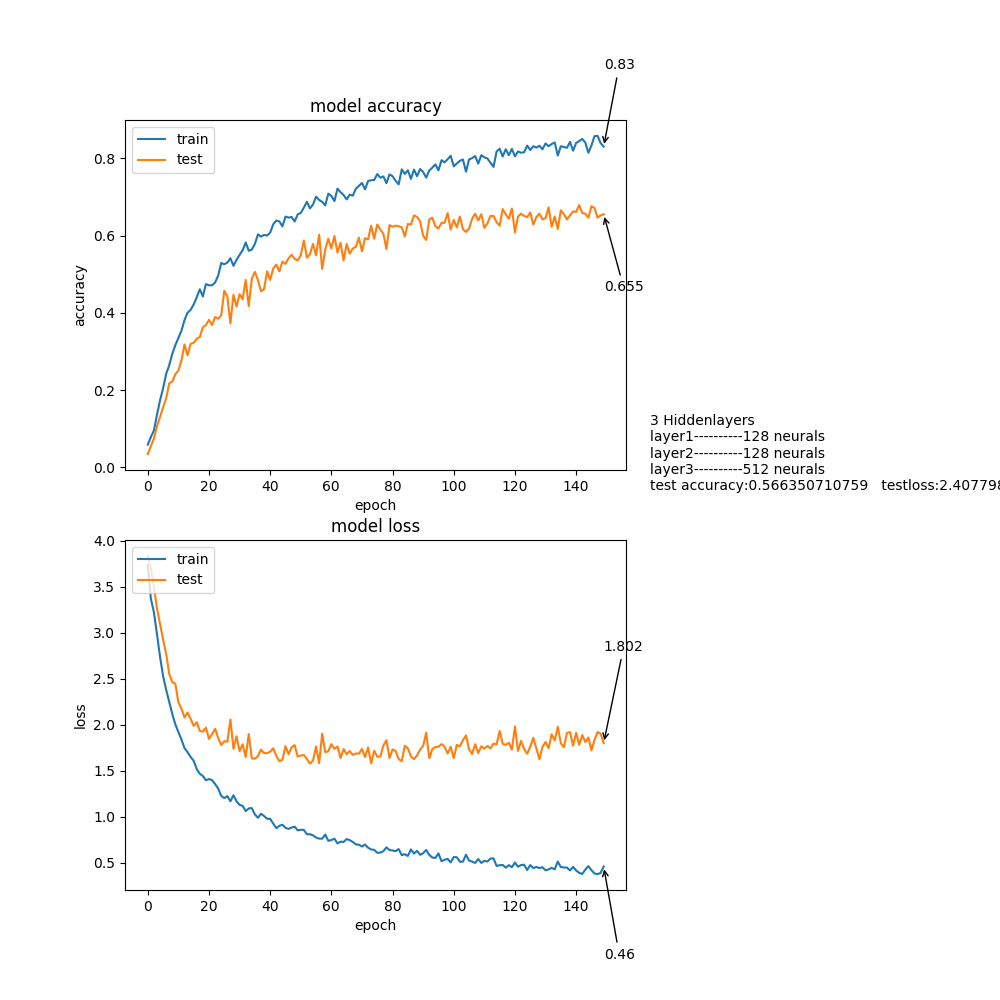 0.83
model accuracy
train
test
0.8
0.6
0.4
0.2
0.0
accuracy
0.655
0 20 40 60 80 100 120 140
epoch
3 Hiddenlayers
layer1----------128 neurals
layer2----------128 neurals
layer3----------512 neurals
test accuracy:0.566350710759 testloss:2.407798
model loss
train
test
4.0
3.5
3.0
2.5
2.0
1.5
1.0
0.5
loss
1.802
0 20 40 60 80 100 120 140
epoch
0.46